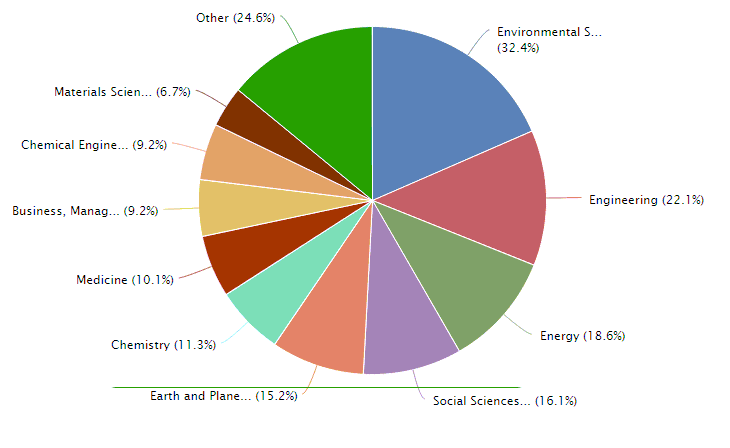 Other (24.6%)
Environmental S...
(32.4%)
Materials Scien... (6.7%)
Chemical Engine... (9.2%)
Engineering (22.1%)
Business, Manag... (9.2%)
Medicine (10.1%)
Energy (18.6%)
Chemistry (11.3%)
Earth and Plane... (15.2%)
Social Sciences... (16.1%)